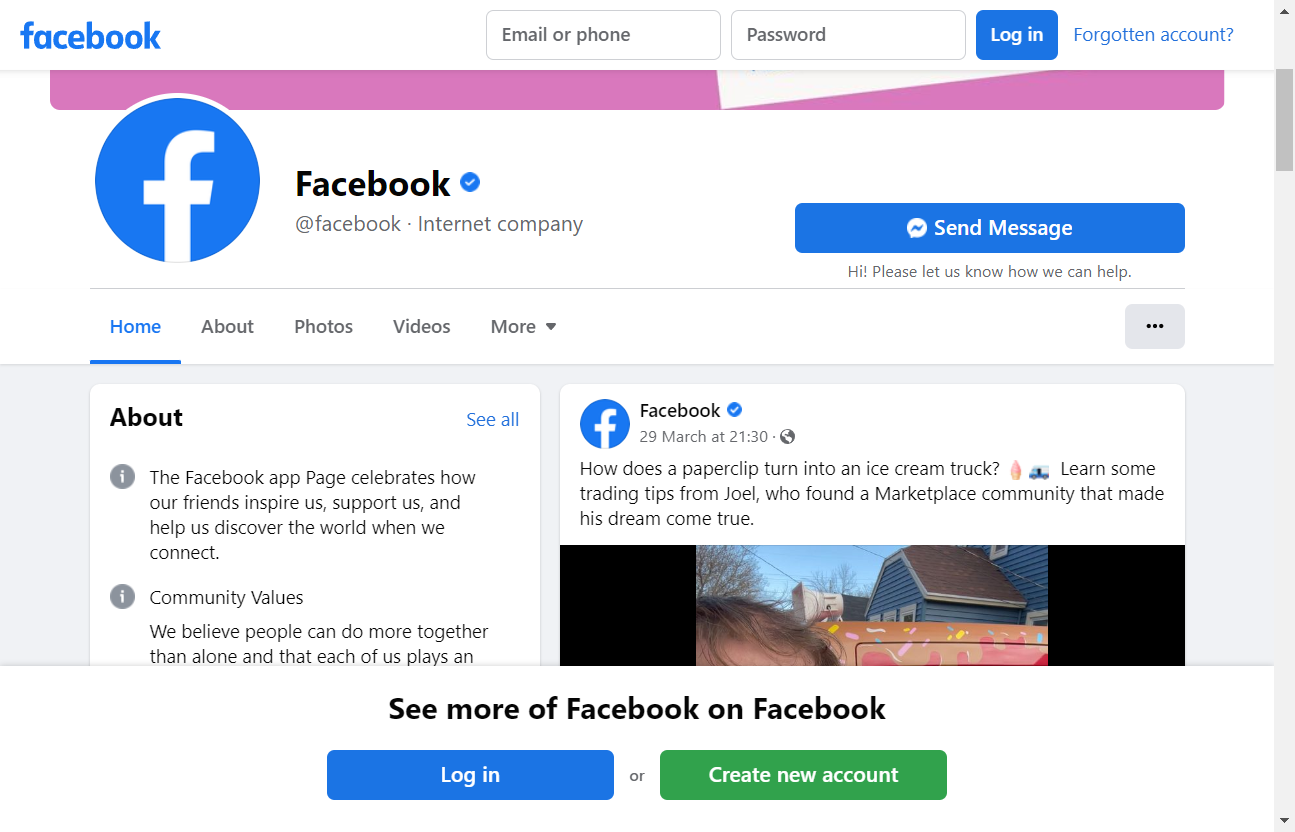 facebook
Email or phone
Password
Log in
Forgotten account?
Facebook
@facebook · Internet company
Send Message
Hi! Please let us know how we can help.
Home
About
Photos
Videos
More
About
See all
The Facebook app Page celebrates how
our friends inspire us, support us, and
help us discover the world when we
connect.
Community Values
We believe people can do more together
than alone and that each of us plays an
Facebook
29 March at 21:30 ·
How does a paperclip turn into an ice cream truck? 🍦🚙 Learn some
trading tips from Joel, who found a Marketplace community that made
his dream come true.
See more of Facebook on Facebook
Log in
or
Create new account